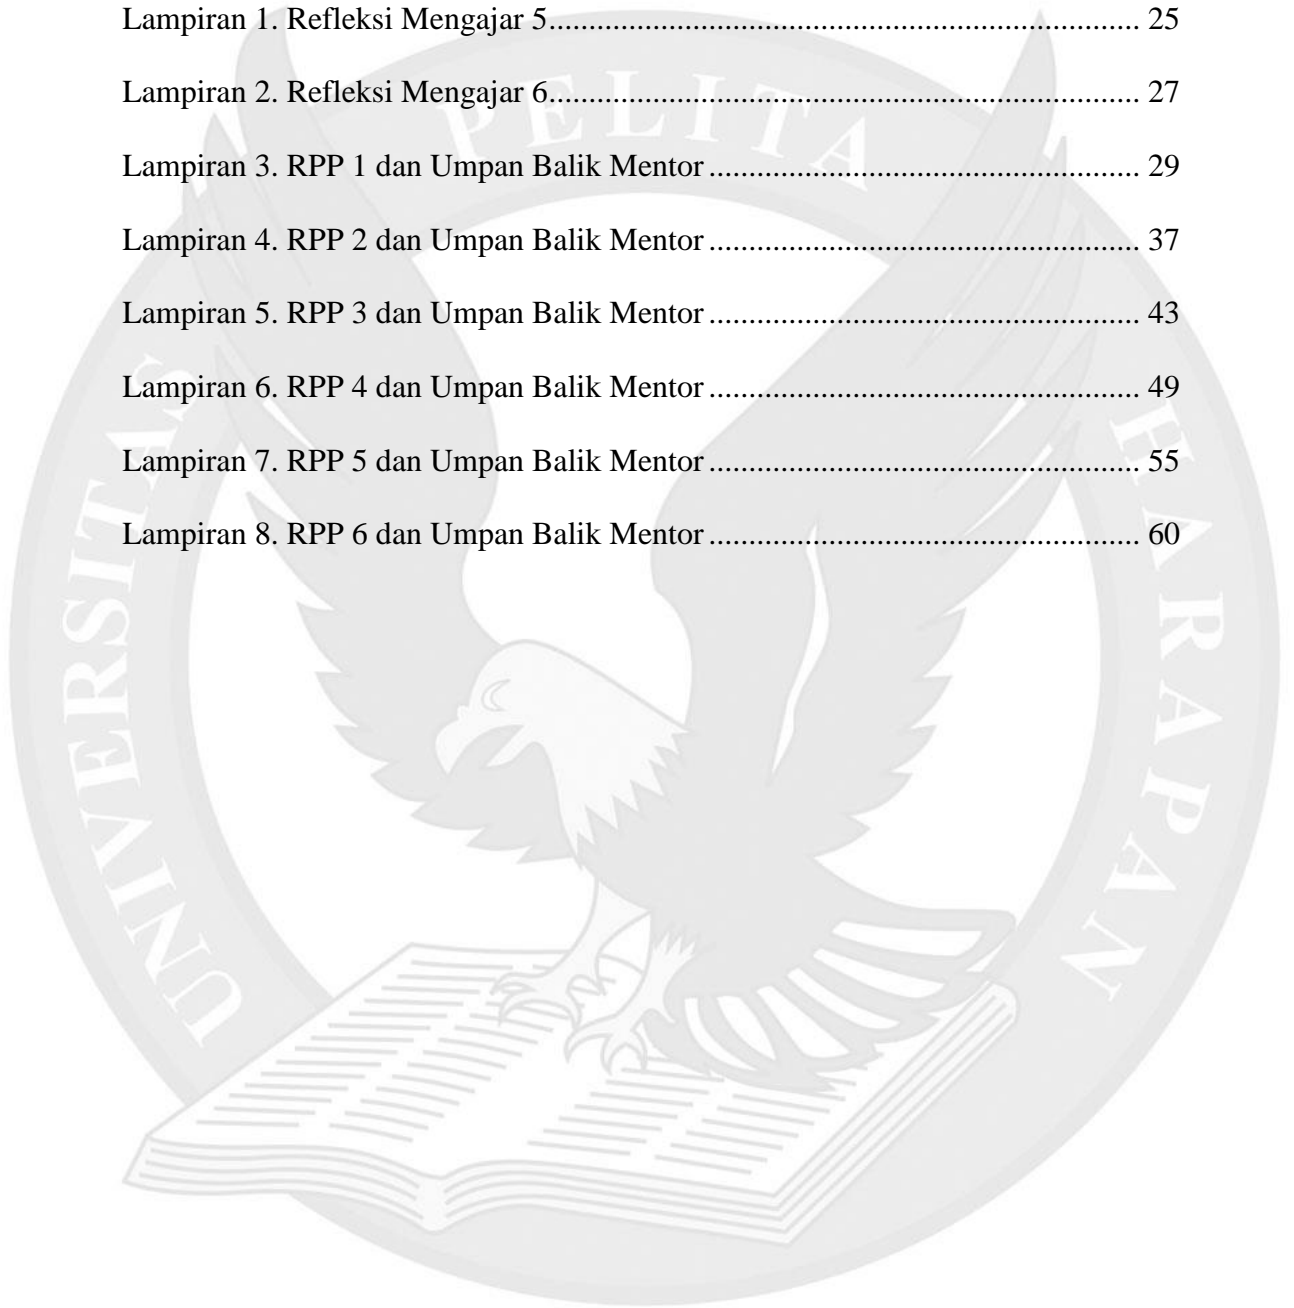 Lampiran 1. Refleksi Mengajar 5.......................................................................... 25
Lampiran 2. Refleksi Mengajar 6.......................................................................... 27
Lampiran 3. RPP 1 dan Umpan Balik Mentor ...................................................... 29
Lampiran 4. RPP 2 dan Umpan Balik Mentor ...................................................... 37
Lampiran 5. RPP 3 dan Umpan Balik Mentor ...................................................... 43
Lampiran 6. RPP 4 dan Umpan Balik Mentor ...................................................... 49
Lampiran 7. RPP 5 dan Umpan Balik Mentor ...................................................... 55
Lampiran 8. RPP 6 dan Umpan Balik Mentor ...................................................... 60
UNIVERSITAS PELITA HARAPAN